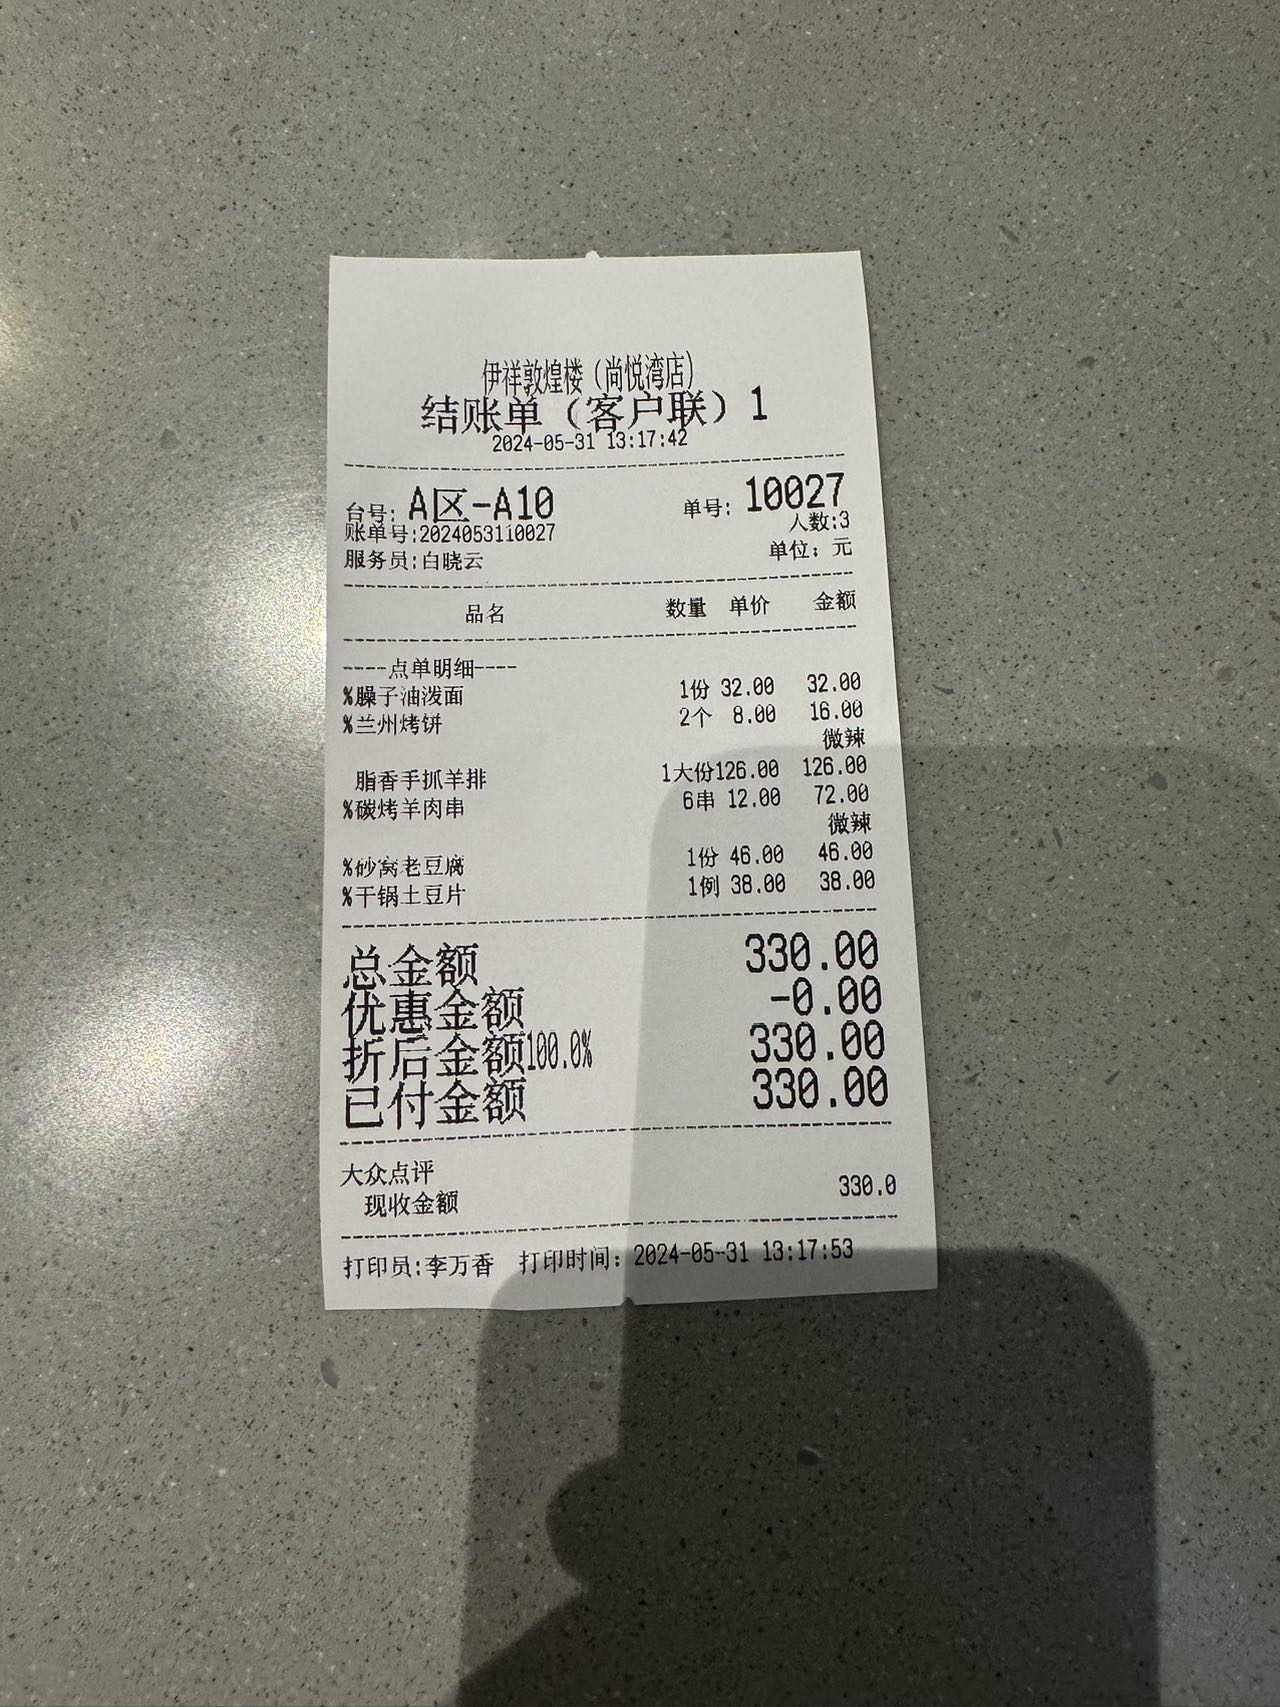 伊祥敦煌楼（尚悦湾店）
结账单（客户联）1
2024-05-31 13:17:42
台号：A区-A10 单号：10027
账单号:2024053110027 人数:3
服务员:白晓云 单位：元
品名 数量 单价 金额
----点单明细----
%臊子油泼面 1份 32.00 32.00
%兰州烤饼 2个 8.00 16.00
微辣
脂香手抓羊排 1大份126.00 126.00
%碳烤羊肉串 6串 12.00 72.00
微辣
%砂窝老豆腐 1份 46.00 46.00
%干锅土豆片 1例 38.00 38.00
总金额 330.00
优惠金额 -0.00
折后金额100.0% 330.00
已付金额 330.00
大众点评
现收金额 330.0
打印员:李万香 打印时间：2024-05-31 13:17:53